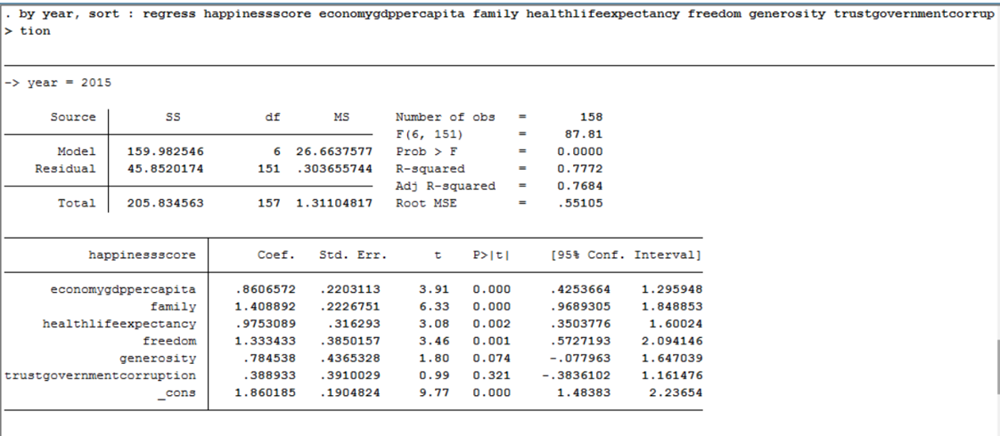 . by year, sort : regress happinessscore economygdppercapita family healthlifeexpectancy freedom generosity trustgovernmentcorrup
> tion
-> year = 2015
Source SS df MS Number of obs = 158
F(6, 151) = 87.81
Model 159.982546 6 26.6637577 Prob > F = 0.0000
Residual 45.8520174 151 .303655744 R-squared = 0.7772
Adj R-squared = 0.7684
Total 205.834563 157 1.31104817 Root MSE = .55105
happinessscore Coef. Std. Err. t P>|t| [95% Conf. Interval]
economygdppercapita .8606572 .2203113 3.91 0.000 .4253664 1.295948
family 1.408892 .2226751 6.33 0.000 .9689305 1.848853
healthlifeexpectancy .9753089 .316293 3.08 0.002 .3503776 1.60024
freedom 1.333433 .3850157 3.46 0.001 .5727193 2.094146
generosity .784538 .4365328 1.80 0.074 -.077963 1.647039
trustgovernmentcorruption .388933 .3910029 0.99 0.321 -.3836102 1.161476
_cons 1.860185 .1904824 9.77 0.000 1.48383 2.23654